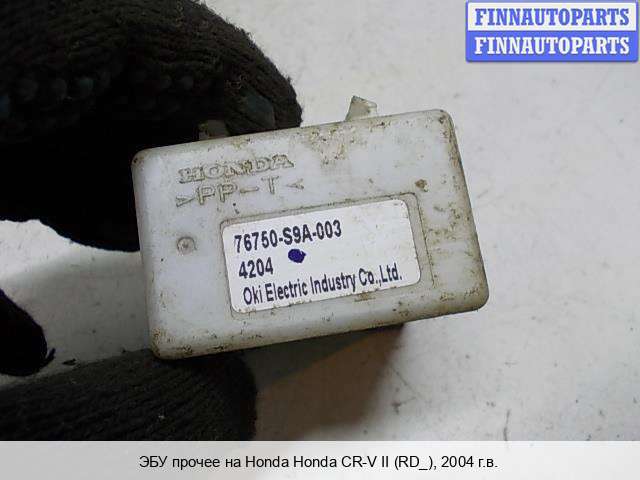 FINNAUTOPARTS
FINNAUTOPARTS
HONDA
>PP-T<
76750-S9A-003
4204
Oki Electric Industry Co.,Ltd.
ЭБУ прочее на Honda Honda CR-V II (RD_), 2004 г.в.